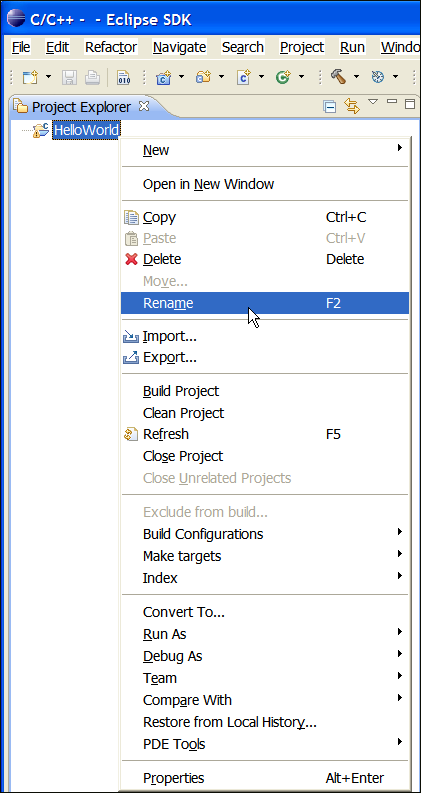 C/C++ - - Eclipse SDK
File Edit Refactor Navigate Search Project Run Windo
010
Project Explorer
HelloWorld
New
Open in New Window
Copy Ctrl+C
Paste Ctrl+V
Delete Delete
Move...
Rename F2
Import...
Export...
Build Project
Clean Project
Refresh F5
Close Project
Close Unrelated Projects
Exclude from build...
Build Configurations
Make targets
Index
Convert To...
Run As
Debug As
Team
Compare With
Restore from Local History...
PDE Tools
Properties Alt+Enter